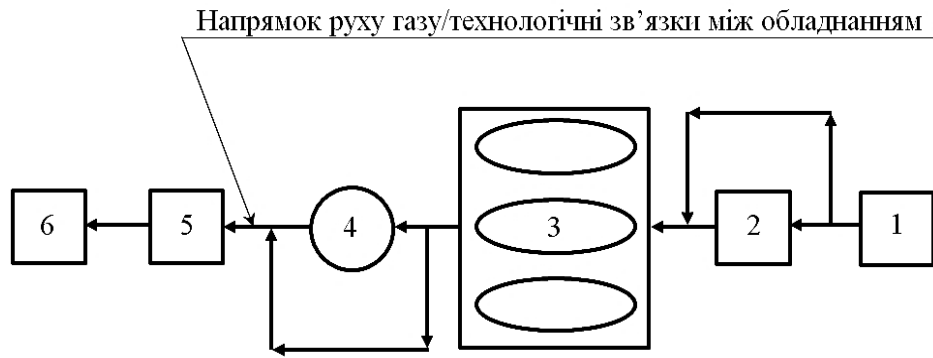 Напрямок руху газу/технологічні зв’язки між обладнанням
6 5 4 3 2 1